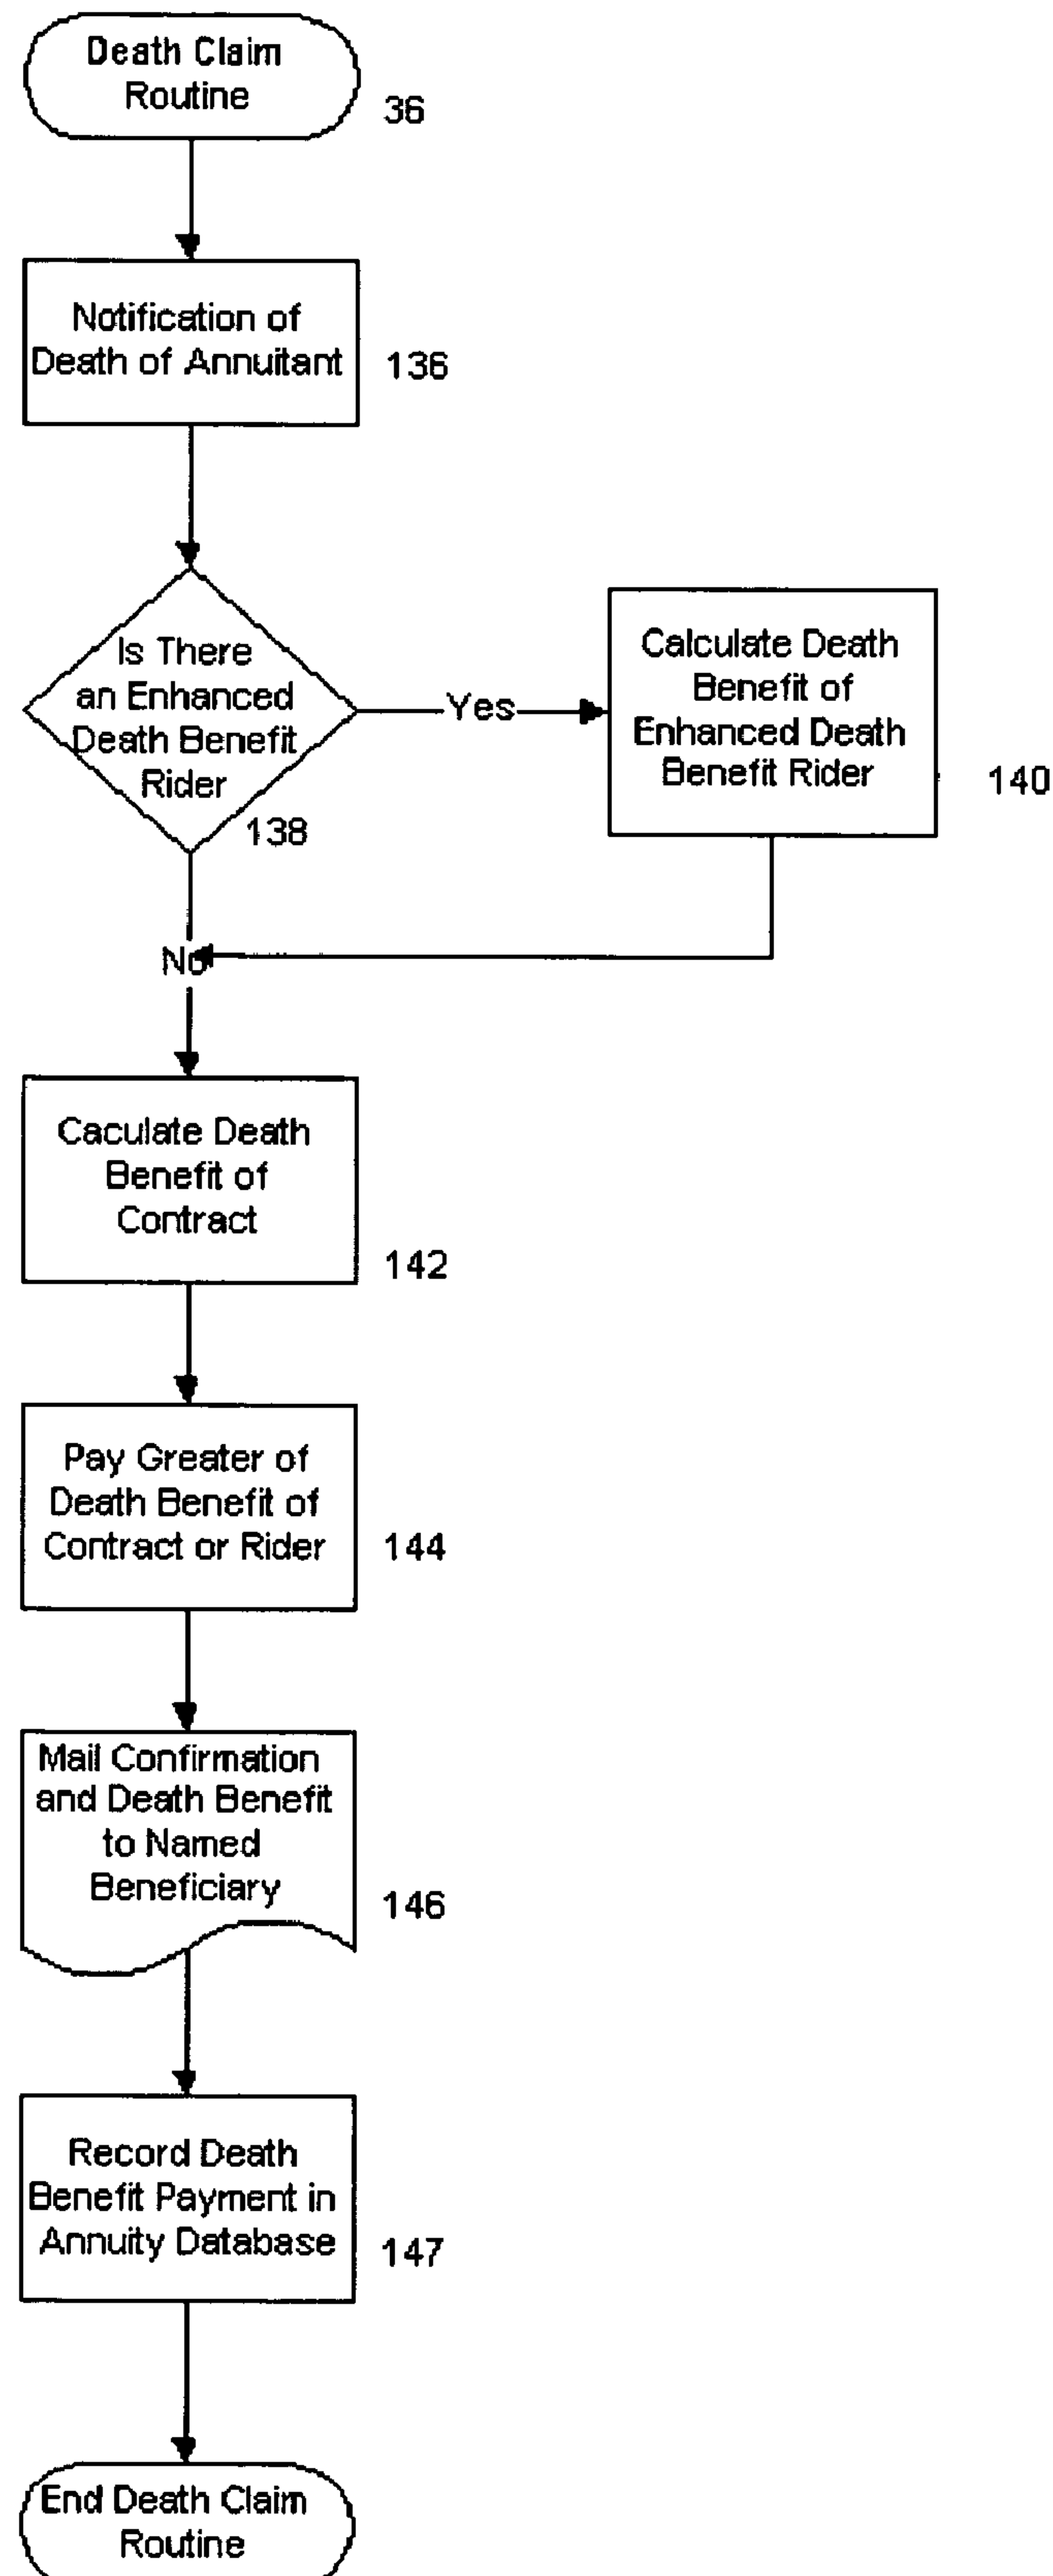 Death Claim
Routine
36
Notification of
Death of Annuitant
136
Is There
an Enhanced
Death Benefit
Rider
138
Yes
Calculate Death
Benefit of
Enhanced Death
Benefit Rider
140
No
Caculate Death
Benefit of
Contract
142
Pay Greater of
Death Benefit of
Contract or Rider
144
Mail Confirmation
and Death Benefit
to Named
Beneficiary
146
Record Death
Benefit Payment in
Annuity Database
147
End Death Claim
Routine